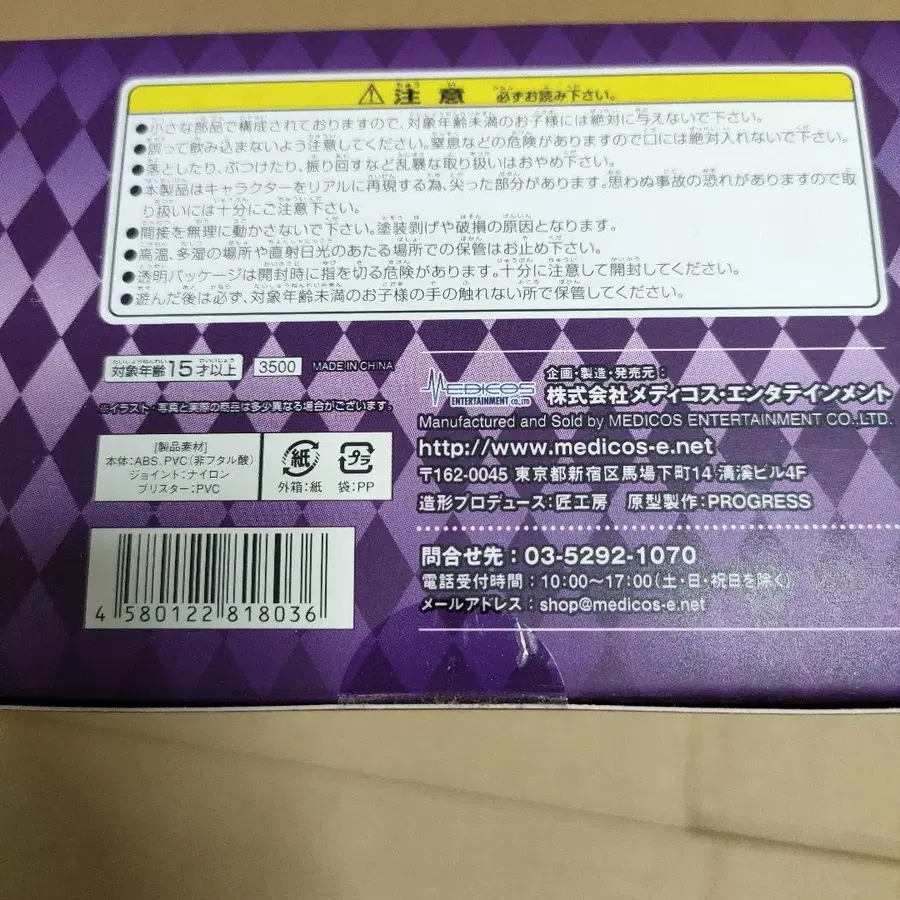 ⚠ 注意 必ずお読み下さい。
●小さな部品で構成されておりますので、対象年齢未満のお子様には絶対に与えないで下さい。
●誤って飲み込まないよう注意してください。窒息などの危険がありますので口には絶対入れないで下さい。
●落としたり、ぶつけたり、振り回すなど乱暴な取り扱いはおやめ下さい。
●本製品はキャラクターをリアルに再現する為、尖った部分があります。思わぬ事故の恐れがありますので取
り扱いには十分にご注意下さい。
●間接を無理に動かさないで下さい。塗装剥げや破損の原因となります。
●高温、多湿の場所や直射日光のあたる場所での保管はお止め下さい。
●透明パッケージは開封時に指を切る危険があります。十分に注意して開封してください。
●遊んだ後は必ず、対象年齢未満のお子様の手の触れない所で保管してください。
対象年齢15才以上 3500 MADE IN CHINA
※イラスト・写真と実際の商品は多少異なる場合がございます。
[製品素材]
本体：ABS、PVC（非フタル酸）
ジョイント：ナイロン
ブリスター：PVC
紙
外箱：紙
プラ
袋：PP
4 580122 818036
MEDICOS
ENTERTAINMENT CO.,LTD
企画・製造・発売元：
株式会社メディコス・エンタテインメント
Manufactured and Sold by MEDICOS ENTERTAINMENT CO.,LTD.
http://www.medicos-e.net
〒162-0045 東京都新宿区馬場下町14 清溪ビル4F
造形プロデュース：匠工房 原型製作：PROGRESS
問合せ先：03-5292-1070
電話受付時間：10:00〜17:00（土・日・祝日を除く）
メールアドレス：shop@medicos-e.net